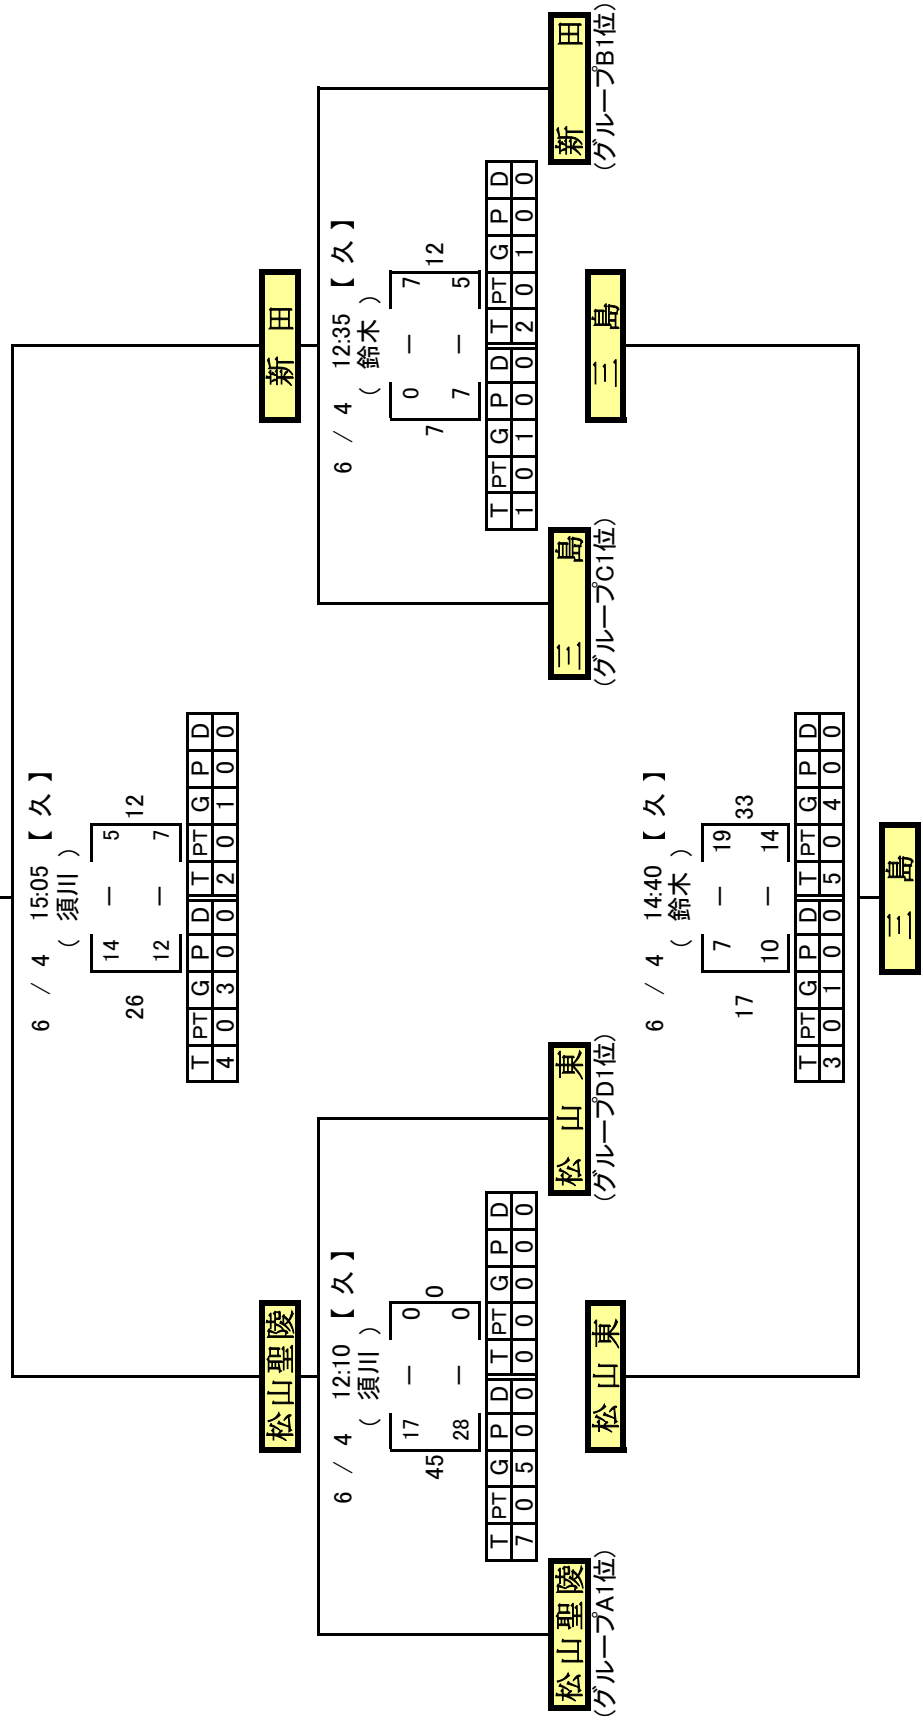 6 / 4 15:05 【 久 】
( 須川 )
26
14 － 5
12 － 7
12
T PT G P D T PT G P D
4 0 3 0 0 2 0 1 0 0
松山聖陵
新 田
6 / 4 12:10 【 久 】
( 須川 )
45
17 － 0
28 － 0
0
T PT G P D T PT G P D
7 0 5 0 0 0 0 0 0 0
6 / 4 12:35 【 久 】
( 鈴木 )
7
0 － 7
7 － 5
12
T PT G P D T PT G P D
1 0 1 0 0 2 0 1 0 0
松山聖陵
(グループA1位)
松 山 東
(グループD1位)
三 島
(グループC1位)
新 田
(グループB1位)
松 山 東
三 島
6 / 4 14:40 【 久 】
( 鈴木 )
17
7 － 19
10 － 14
33
T PT G P D T PT G P D
3 0 1 0 0 5 0 4 0 0
三 島